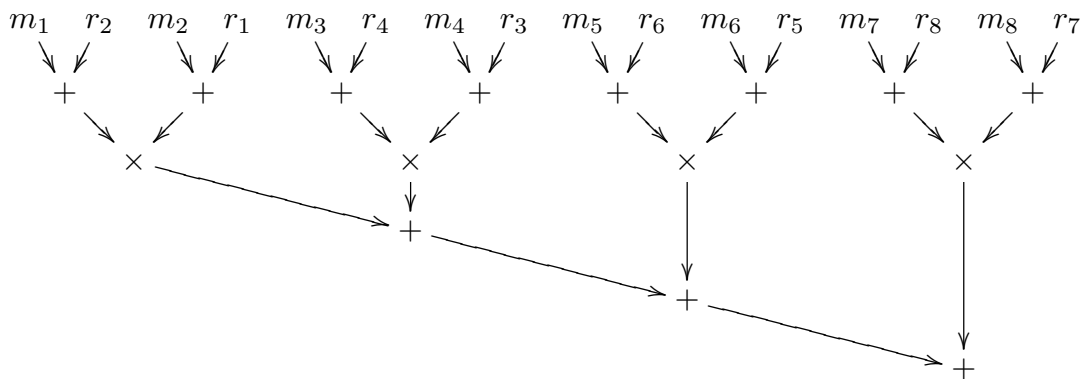 m₁ r₂ m₂ r₁ m₃ r₄ m₄ r₃ m₅ r₆ m₆ r₅ m₇ r₈ m₈ r₇
+ + + + + + + +
× × × ×
+
+
+